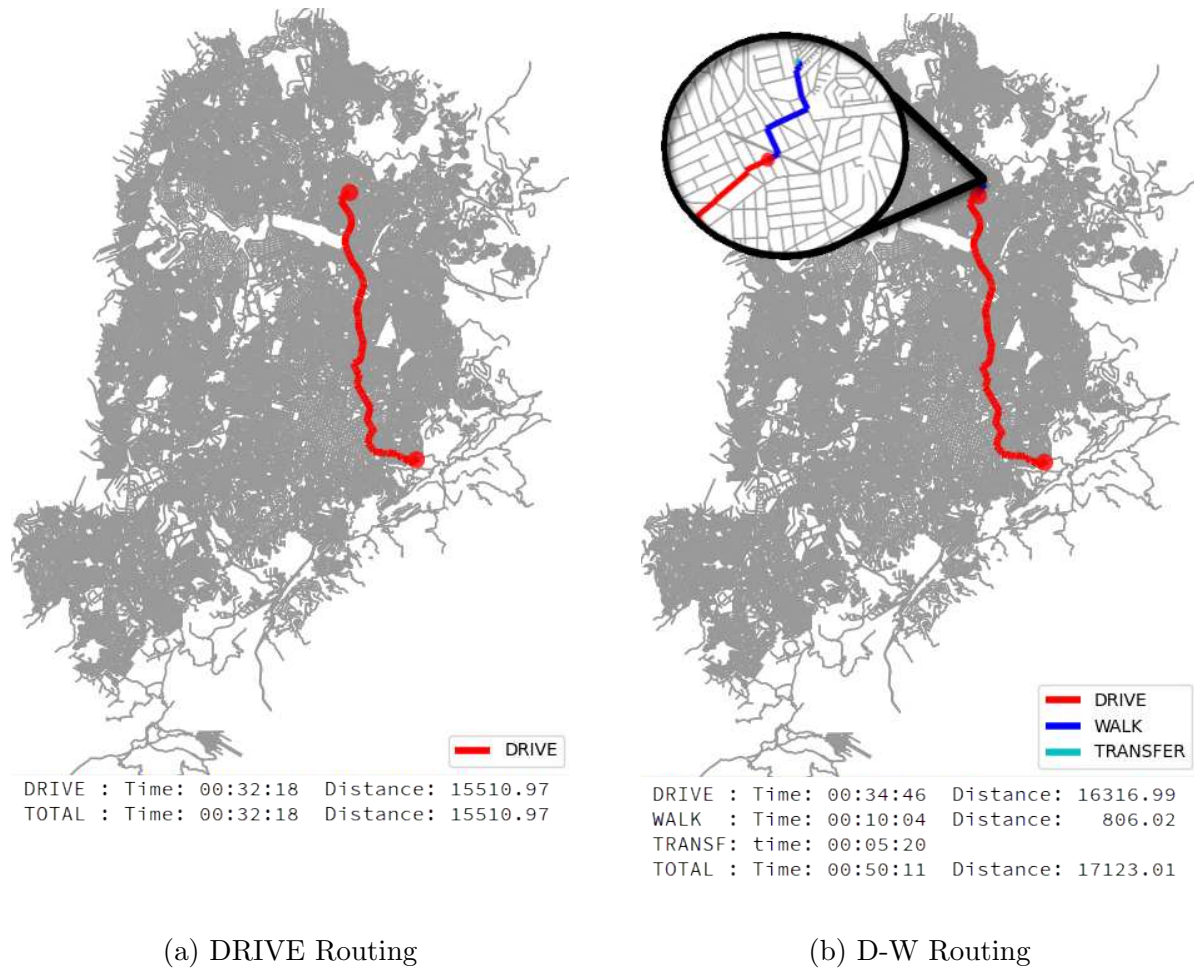 DRIVE
DRIVE : Time: 00:32:18 Distance: 15510.97
TOTAL : Time: 00:32:18 Distance: 15510.97
(a) DRIVE Routing
DRIVE
WALK
TRANSFER
DRIVE : Time: 00:34:46 Distance: 16316.99
WALK : Time: 00:10:04 Distance: 806.02
TRANSF: time: 00:05:20
TOTAL : Time: 00:50:11 Distance: 17123.01
(b) D-W Routing